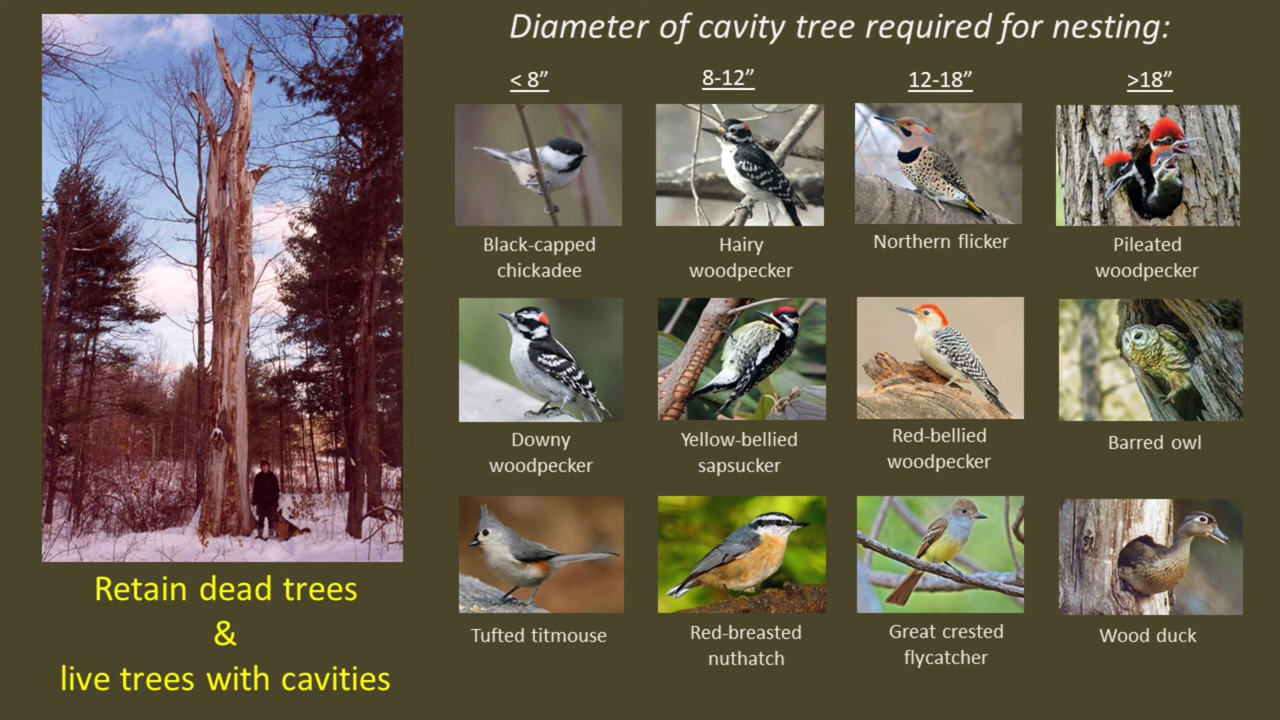 Diameter of cavity tree required for nesting:
< 8”
8-12”
12-18”
>18”
Black-capped
chickadee
Hairy
woodpecker
Northern flicker
Pileated
woodpecker
Downy
woodpecker
Yellow-bellied
sapsucker
Red-bellied
woodpecker
Barred owl
Tufted titmouse
Red-breasted
nuthatch
Great crested
flycatcher
Wood duck
Retain dead trees
&
live trees with cavities